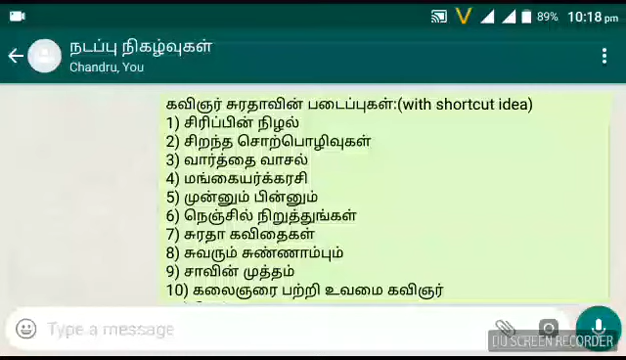 89% 10:18 pm
நடப்பு நிகழ்வுகள்
Chandru, You
கவிஞர் சுரதாவின் படைப்புகள்:(with shortcut idea)
1) சிரிப்பின் நிழல்
2) சிறந்த சொற்பொழிவுகள்
3) வார்த்தை வாசல்
4) மங்கையர்க்கரசி
5) முன்னும் பின்னும்
6) நெஞ்சில் நிறுத்துங்கள்
7) சுரதா கவிதைகள்
8) சுவரும் சுண்ணாம்பும்
9) சாவின் முத்தம்
10) கலைஞரை பற்றி உவமை கவிஞர்
Type a message
DU SCREEN RECORDER